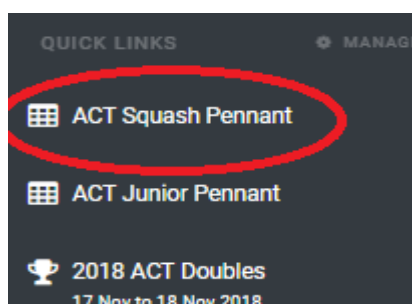 QUICK LINKS MANAG
ACT Squash Pennant
ACT Junior Pennant
2018 ACT Doubles
17 Nov to 18 Nov 2018